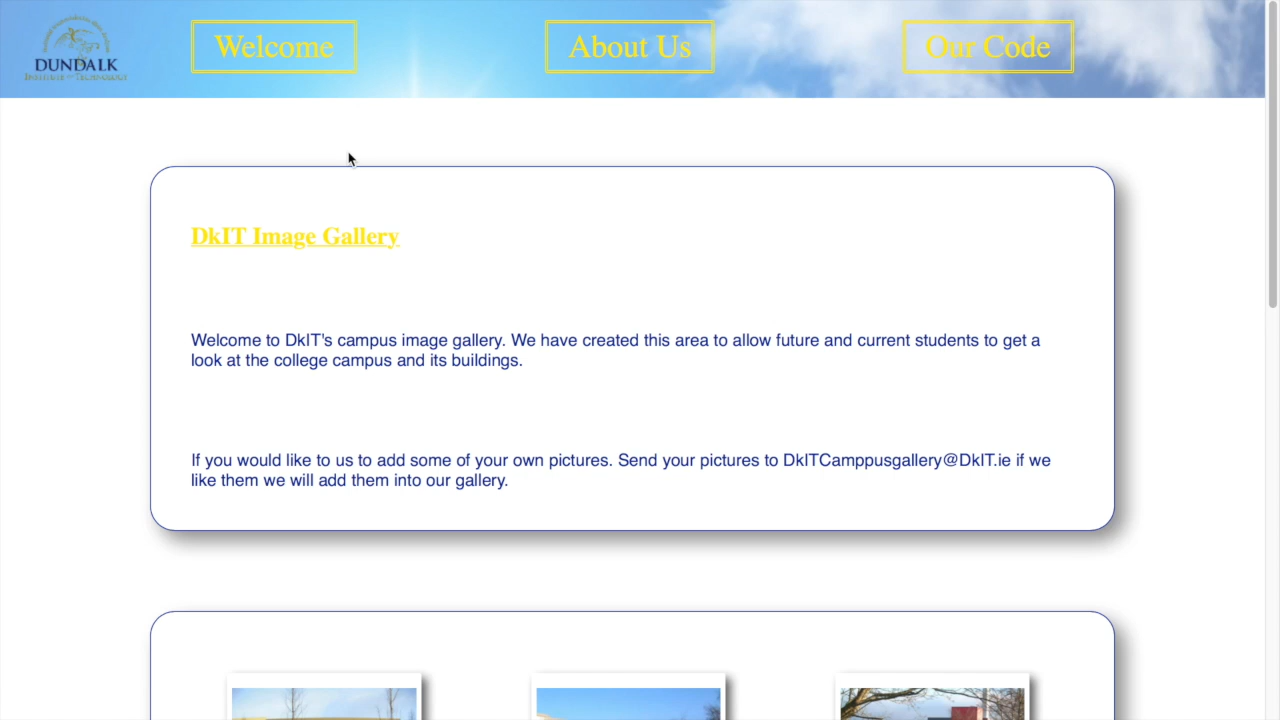 DUNDALK
INSTITUTE OF TECHNOLOGY
Welcome
About Us
Our Code
DkIT Image Gallery
Welcome to DkIT's campus image gallery. We have created this area to allow future and current students to get a
look at the college campus and its buildings.
If you would like to us to add some of your own pictures. Send your pictures to DkITCamppusgallery@DkIT.ie if we
like them we will add them into our gallery.